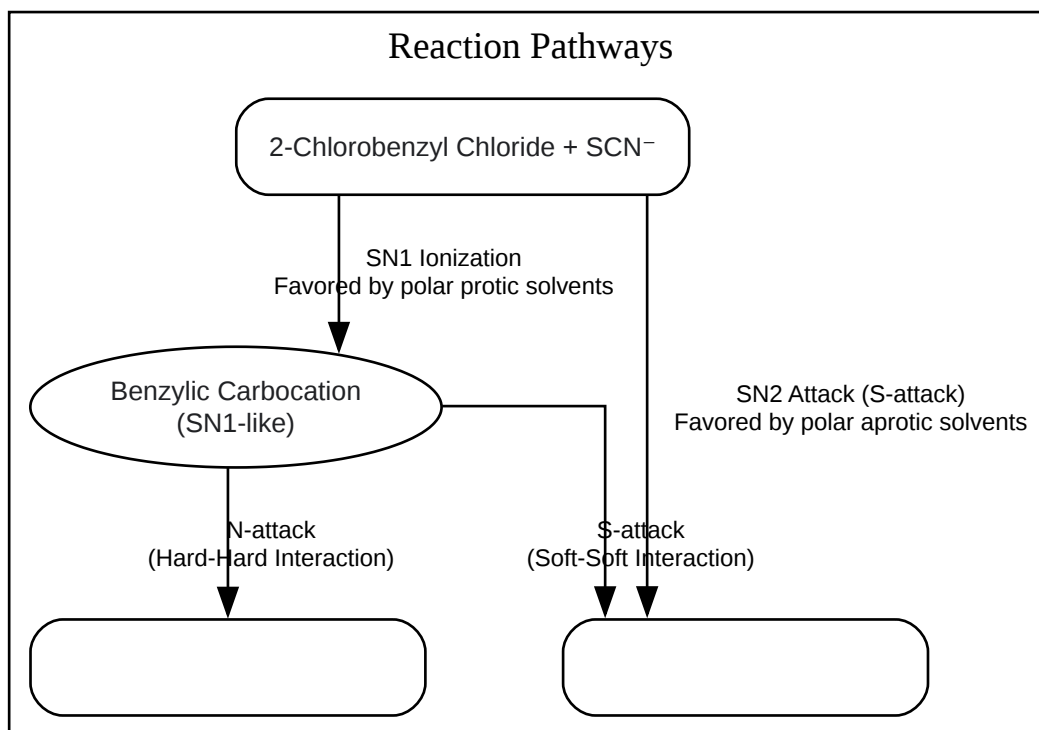 Reaction Pathways
2-Chlorobenzyl Chloride + SCN⁻
SN1 Ionization
Favored by polar protic solvents
Benzylic Carbocation
(SN1-like)
SN2 Attack (S-attack)
Favored by polar aprotic solvents
N-attack
(Hard-Hard Interaction)
S-attack
(Soft-Soft Interaction)